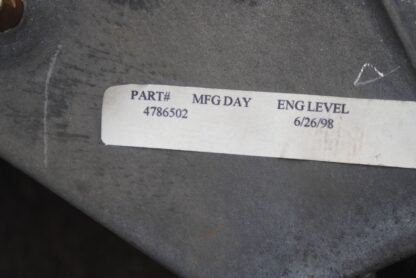 PART# MFG DAY ENG LEVEL
4786502 6/26/98